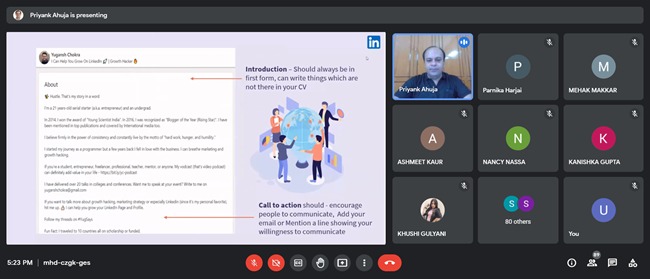 Priyank Ahuja is presenting
Yugansh Chokra
I Can Help You Grow On LinkedIn 🚀 | Growth Hacker 🔥
in
Introduction – Should always be in
first form, can write things which are
not there in your CV
About
Hustle. That's my story in a word.
I'm a 21-years-old serial starter (a.k.a entrepreneur) and an undergrad.
In 2014, I won the award of "Young Scientist India". In 2018, I was recognised as "Blogger of the Year (Rising Star)". I have
been mentioned in top publications and covered by International media too.
I believe firmly in the power of consistency and constantly live by the motto of "hard work, hunger, and humility."
I started my journey as a programmer but a few years back I fell in love with the business. I can breathe marketing and
growth hacking.
If you're a student, entrepreneur, freelancer, professional, teacher, mentor, or anyone. My podcast (that's video podcast)
can definitely add value in your life -
I have delivered over 20 talks in colleges and conferences. Want me to speak at your event? Write to me on
yuganshchokra@gmail.com
If you want to talk more about growth hacking, marketing strategy or especially LinkedIn (since it's my personal favorite),
hit me up. I can help you grow your LinkedIn Page and Profile.
Follow my threads on
Fun Fact: I traveled to 10 countries all on scholarship or funded.
Call to action should - encourage
people to communicate, Add your
email or Mention a line showing your
willingness to communicate
Priyank Ahuja
P
Parnika Harjai
M
MEHAK MAKKAR
A
ASHMEET KAUR
N
NANCY NASSA
K
KANISHKA GUPTA
KHUSHI GULYANI
S
S
80 others
U
You
5:23 PM | mhd-czgk-ges
89